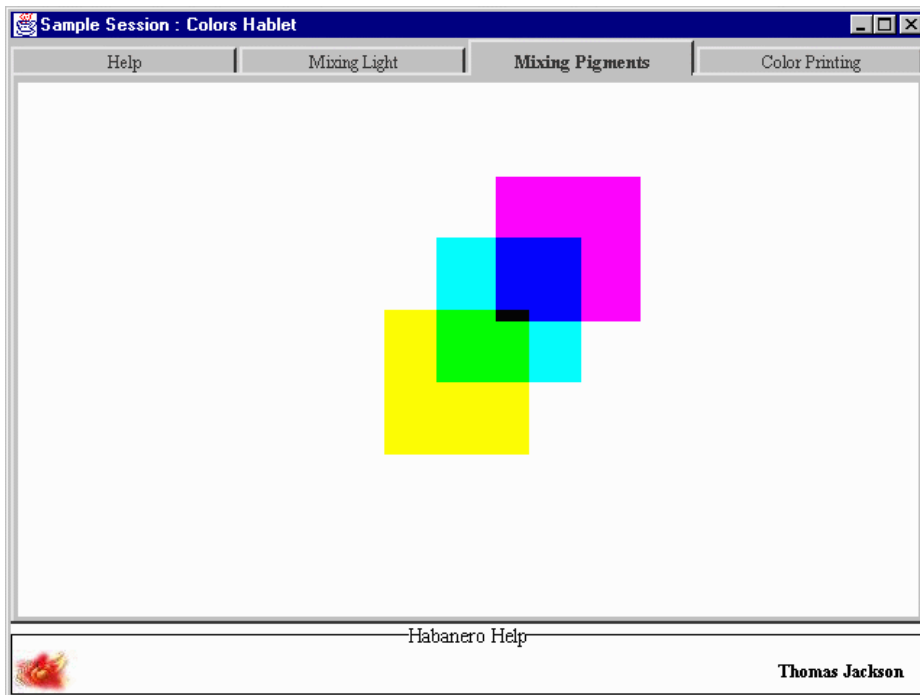 Sample Session : Colors Hablet
Help Mixing Light Mixing Pigments Color Printing
Habanero Help
Thomas Jackson